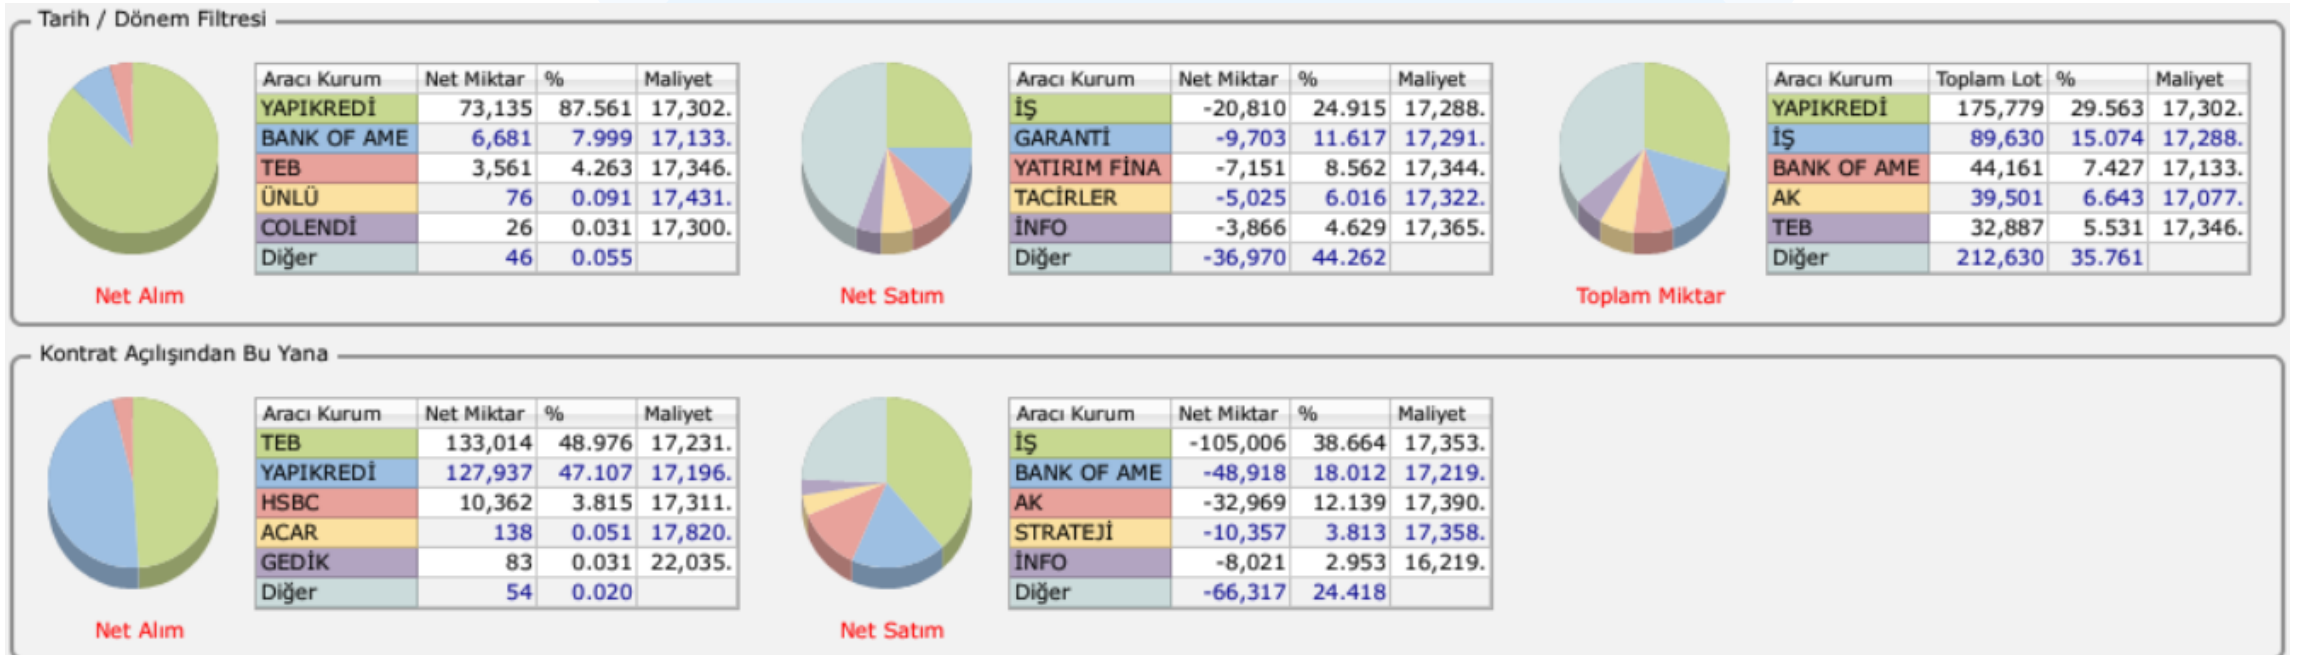 Tarih / Dönem Filtresi
Aracı Kurum Net Miktar % Maliyet
YAPIKREDİ 73,135 87.561 17,302.
BANK OF AME 6,681 7.999 17,133.
TEB 3,561 4.263 17,346.
ÜNLÜ 76 0.091 17,431.
COLENDİ 26 0.031 17,300.
Diğer 46 0.055
Net Alım
Aracı Kurum Net Miktar % Maliyet
İŞ -20,810 24.915 17,288.
GARANTİ -9,703 11.617 17,291.
YATIRIM FİNA -7,151 8.562 17,344.
TACİRLER -5,025 6.016 17,322.
İNFO -3,866 4.629 17,365.
Diğer -36,970 44.262
Net Satım
Aracı Kurum Toplam Lot % Maliyet
YAPIKREDİ 175,779 29.563 17,302.
İŞ 89,630 15.074 17,288.
BANK OF AME 44,161 7.427 17,133.
AK 39,501 6.643 17,077.
TEB 32,887 5.531 17,346.
Diğer 212,630 35.761
Toplam Miktar
Kontrat Açılışından Bu Yana
Aracı Kurum Net Miktar % Maliyet
TEB 133,014 48.976 17,231.
YAPIKREDİ 127,937 47.107 17,196.
HSBC 10,362 3.815 17,311.
ACAR 138 0.051 17,820.
GEDİK 83 0.031 22,035.
Diğer 54 0.020
Net Alım
Aracı Kurum Net Miktar % Maliyet
İŞ -105,006 38.664 17,353.
BANK OF AME -48,918 18.012 17,219.
AK -32,969 12.139 17,390.
STRATEJİ -10,357 3.813 17,358.
İNFO -8,021 2.953 16,219.
Diğer -66,317 24.418
Net Satım